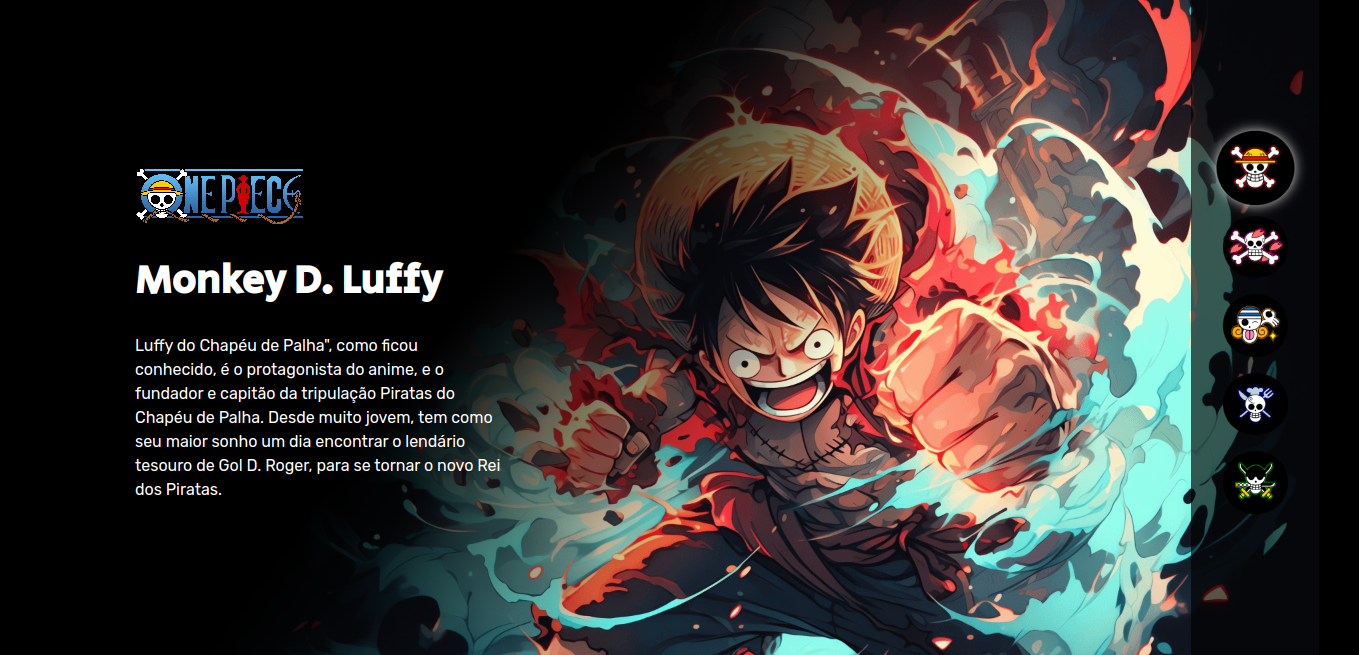 ONE PIECE
Monkey D. Luffy
Luffy do Chapéu de Palha", como ficou
conhecido, é o protagonista do anime, e o
fundador e capitão da tripulação Piratas do
Chapéu de Palha. Desde muito jovem, tem como
seu maior sonho um dia encontrar o lendário
tesouro de Gol D. Roger, para se tornar o novo Rei
dos Piratas.